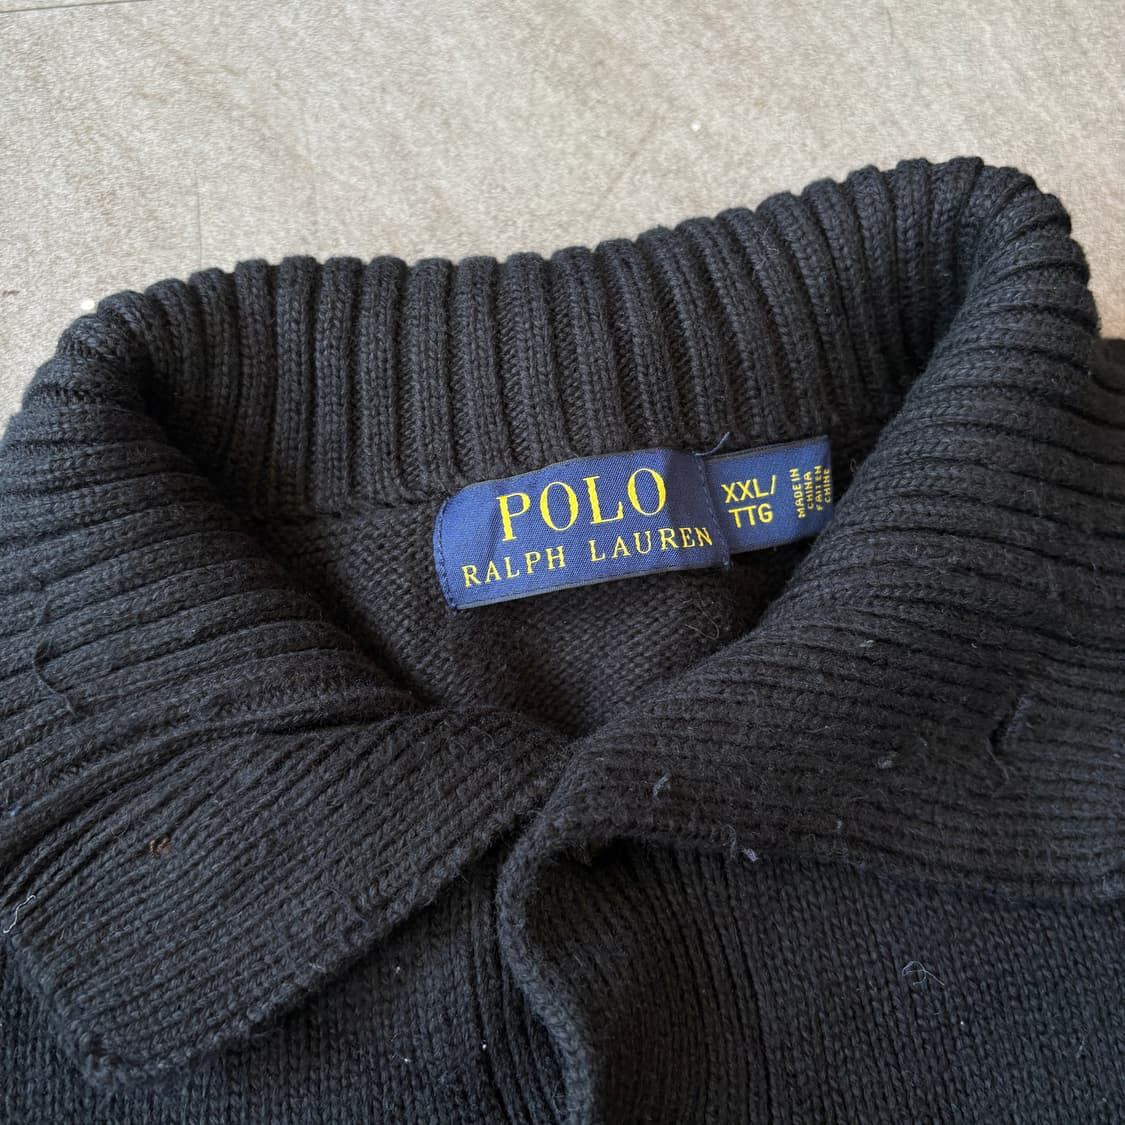 POLO
RALPH LAUREN
XXL/
TTG
MADE IN
CHINA
FAIT EN
CHINE